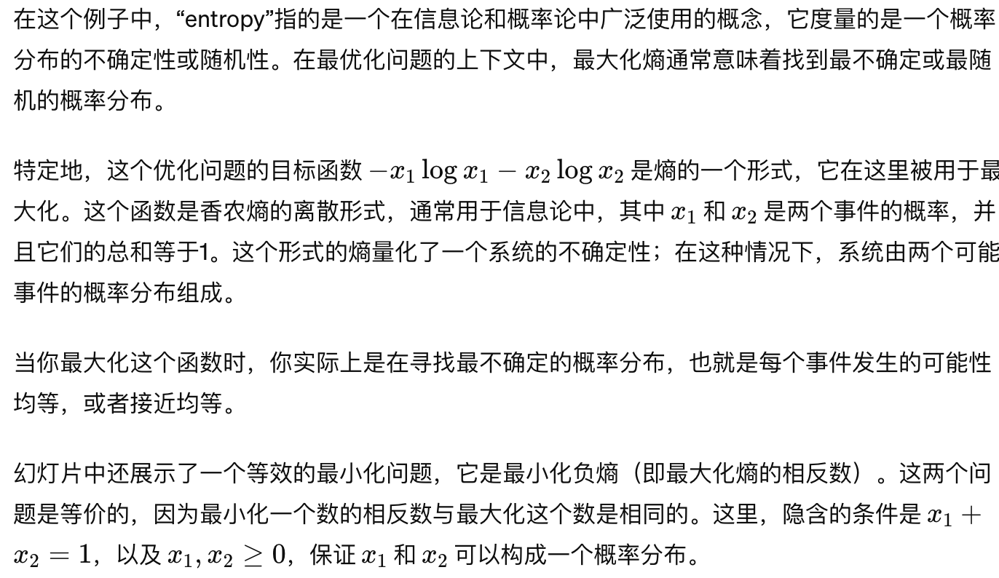 在这个例子中，“entropy”指的是一个在信息论和概率论中广泛使用的概念，它度量的是一个概率
分布的不确定性或随机性。在最优化问题的上下文中，最大化熵通常意味着找到最不确定或最随
机的概率分布。
特定地，这个优化问题的目标函数 −x₁ log x₁ − x₂ log x₂ 是熵的一个形式，它在这里被用于最
大化。这个函数是香农熵的离散形式，通常用于信息论中，其中 x₁ 和 x₂ 是两个事件的概率，并
且它们的总和等于1。这个形式的熵量化了一个系统的不确定性；在这种情况下，系统由两个可能
事件的概率分布组成。
当你最大化这个函数时，你实际上是在寻找最不确定的概率分布，也就是每个事件发生的可能性
均等，或者接近均等。
幻灯片中还展示了一个等效的最小化问题，它是最小化负熵（即最大化熵的相反数）。这两个问
题是等价的，因为最小化一个数的相反数与最大化这个数是相同的。这里，隐含的条件是 x₁ +
x₂ = 1，以及 x₁, x₂ ≥ 0，保证 x₁ 和 x₂ 可以构成一个概率分布。